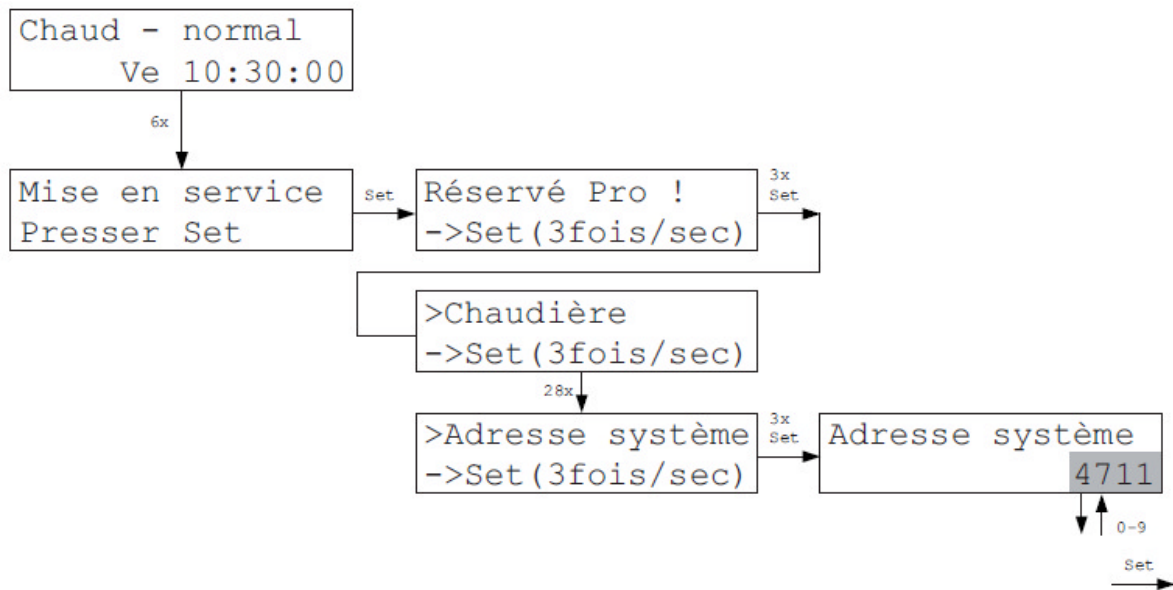 Chaud - normal
Ve 10:30:00
6x
Mise en service
Presser Set
Set
Réservé Pro !
->Set(3fois/sec)
3x
Set
>Chaudière
->Set(3fois/sec)
28x
>Adresse système
->Set(3fois/sec)
3x
Set
Adresse système
4711
0-9
Set